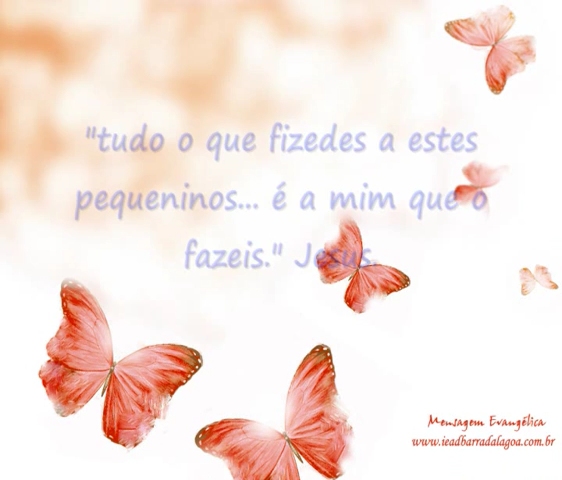 "tudo o que fizedes a estes
pequeninos... é a mim que o
fazeis." Jesus.
Mensagem Evangélica
www.ieadbarradalagoa.com.br